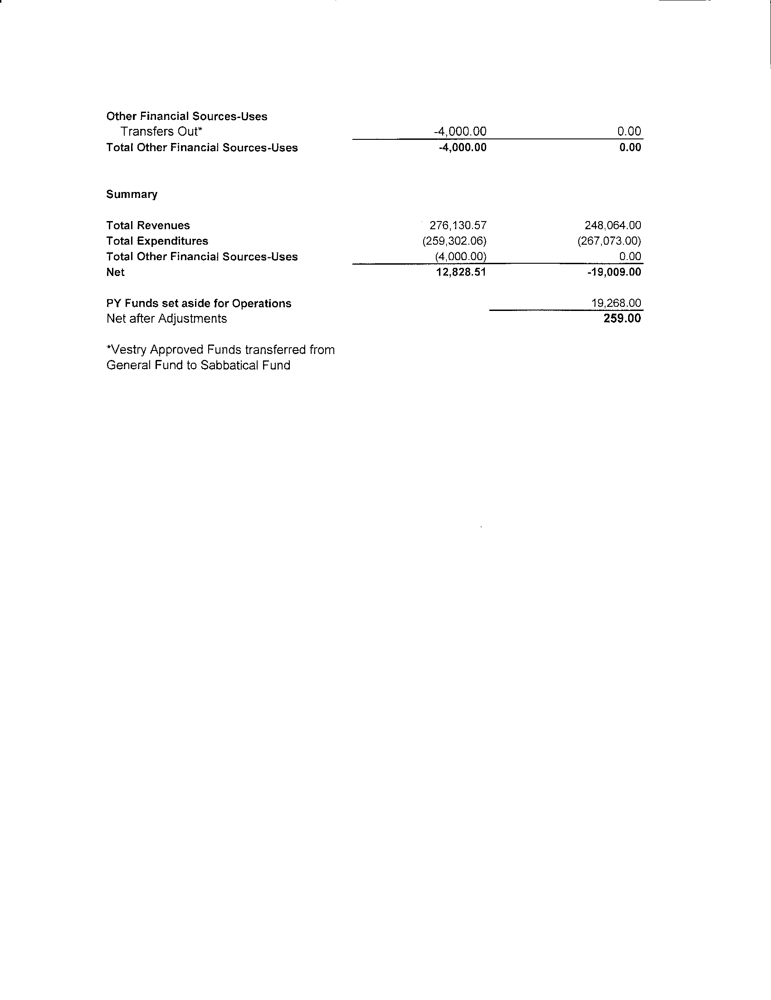 Other Financial Sources-Uses
Transfers Out* -4,000.00 0.00
Total Other Financial Sources-Uses -4,000.00 0.00
Summary
Total Revenues 276,130.57 248,064.00
Total Expenditures (259,302.06) (267,073.00)
Total Other Financial Sources-Uses (4,000.00) 0.00
Net 12,828.51 -19,009.00
PY Funds set aside for Operations 19,268.00
Net after Adjustments 259.00
*Vestry Approved Funds transferred from
General Fund to Sabbatical Fund